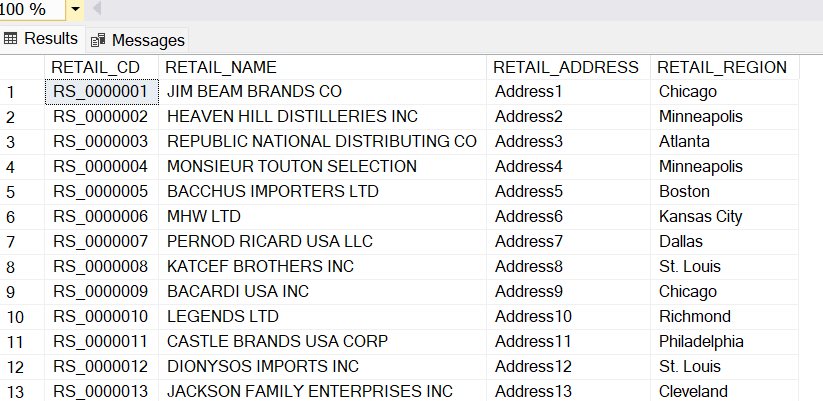 100 %
Results Messages
RETAIL_CD RETAIL_NAME RETAIL_ADDRESS RETAIL_REGION
1 RS_0000001 JIM BEAM BRANDS CO Address1 Chicago
2 RS_0000002 HEAVEN HILL DISTILLERIES INC Address2 Minneapolis
3 RS_0000003 REPUBLIC NATIONAL DISTRIBUTING CO Address3 Atlanta
4 RS_0000004 MONSIEUR TOUTON SELECTION Address4 Minneapolis
5 RS_0000005 BACCHUS IMPORTERS LTD Address5 Boston
6 RS_0000006 MHW LTD Address6 Kansas City
7 RS_0000007 PERNOD RICARD USA LLC Address7 Dallas
8 RS_0000008 KATCEF BROTHERS INC Address8 St. Louis
9 RS_0000009 BACARDI USA INC Address9 Chicago
10 RS_0000010 LEGENDS LTD Address10 Richmond
11 RS_0000011 CASTLE BRANDS USA CORP Address11 Philadelphia
12 RS_0000012 DIONYSOS IMPORTS INC Address12 St. Louis
13 RS_0000013 JACKSON FAMILY ENTERPRISES INC Address13 Cleveland